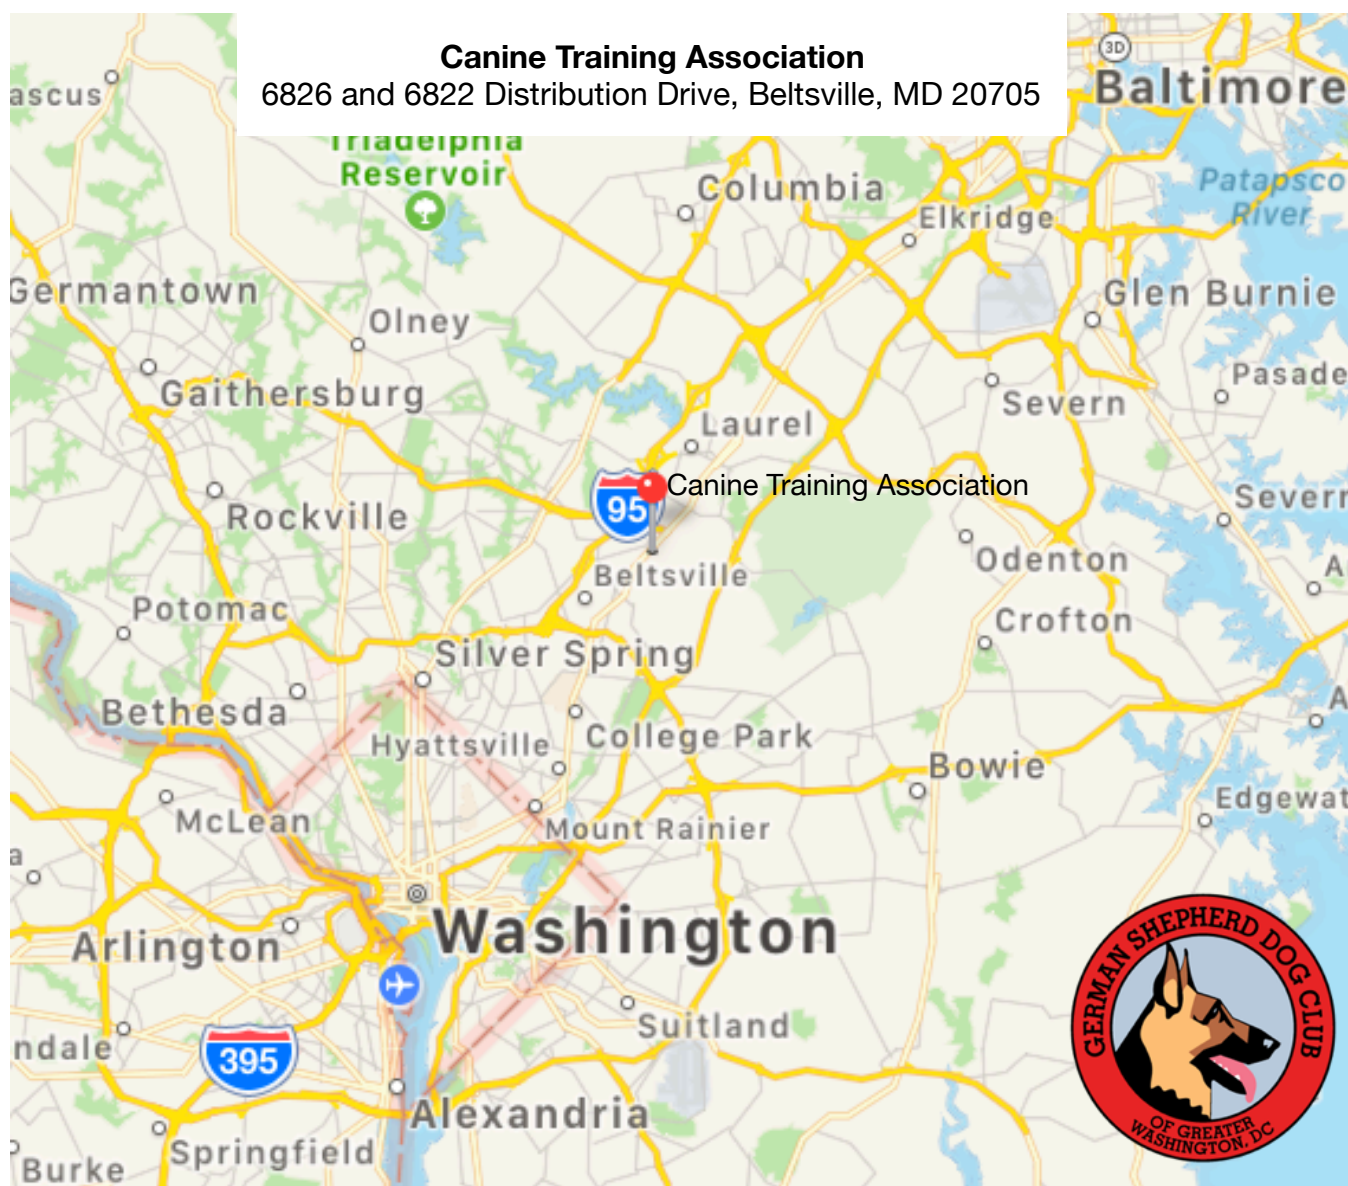 Canine Training Association
6826 and 6822 Distribution Drive, Beltsville, MD 20705
3D
Baltimore
ascus
Triadelphia
Reservoir
Columbia
Patapsco
River
Elkridge
Germantown
Glen Burnie
Olney
Gaithersburg
Pasade
Severn
Laurel
95
Canine Training Association
Rockville
Severn
Odenton
Beltsville
A
Potomac
Crofton
Silver Spring
Bethesda
A
Hyattsville
College Park
Bowie
McLean
Edgewat
Mount Rainier
a
Washington
Arlington
GERMAN SHEPHERD DOG CLUB
OF GREATER
WASHINGTON, DC
Suitland
ndale
395
Alexandria
Springfield
Burke